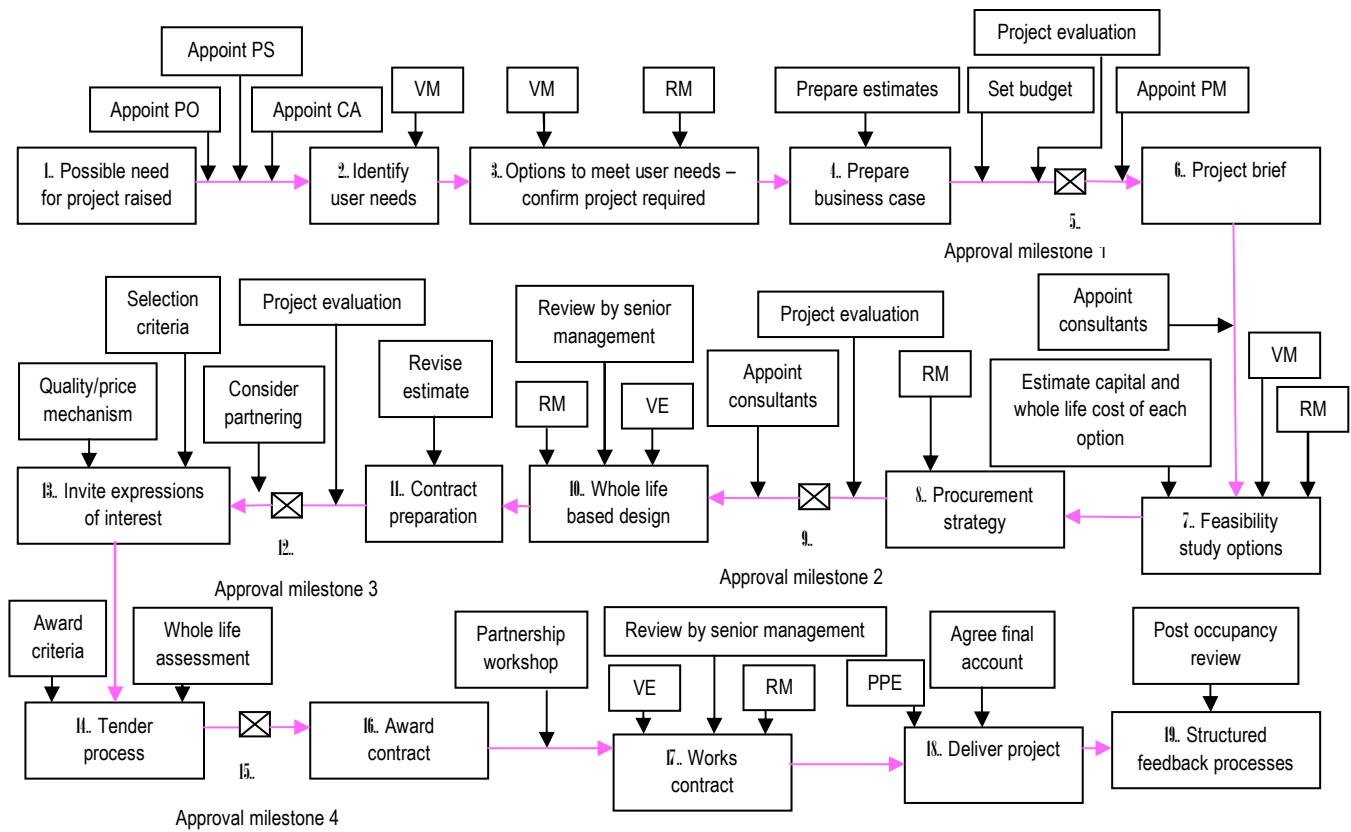 Project evaluation
Appoint PS
Appoint PO
Appoint CA
VM
VM
RM
Prepare estimates
Set budget
Appoint PM
1.. Possible need
for project raised
2.. Identify
user needs
3.. Options to meet user needs –
confirm project required
4.. Prepare
business case
5..
Approval milestone 1
6.. Project brief
Appoint
consultants
VM
RM
Estimate capital and
whole life cost of each
option
7.. Feasibility
study options
RM
8.. Procurement
strategy
Project evaluation
9..
Approval milestone 2
Appoint
consultants
Review by senior
management
RM
VE
10.. Whole life
based design
Revise
estimate
11.. Contract
preparation
Project evaluation
12..
Approval milestone 3
Consider
partnering
Selection
criteria
Quality/price
mechanism
13.. Invite expressions
of interest
Award
criteria
Whole life
assessment
14.. Tender
process
15..
Approval milestone 4
16.. Award
contract
Partnership
workshop
Review by senior management
VE
RM
17.. Works
contract
PPE
Agree final
account
18.. Deliver project
Post occupancy
review
19.. Structured
feedback processes